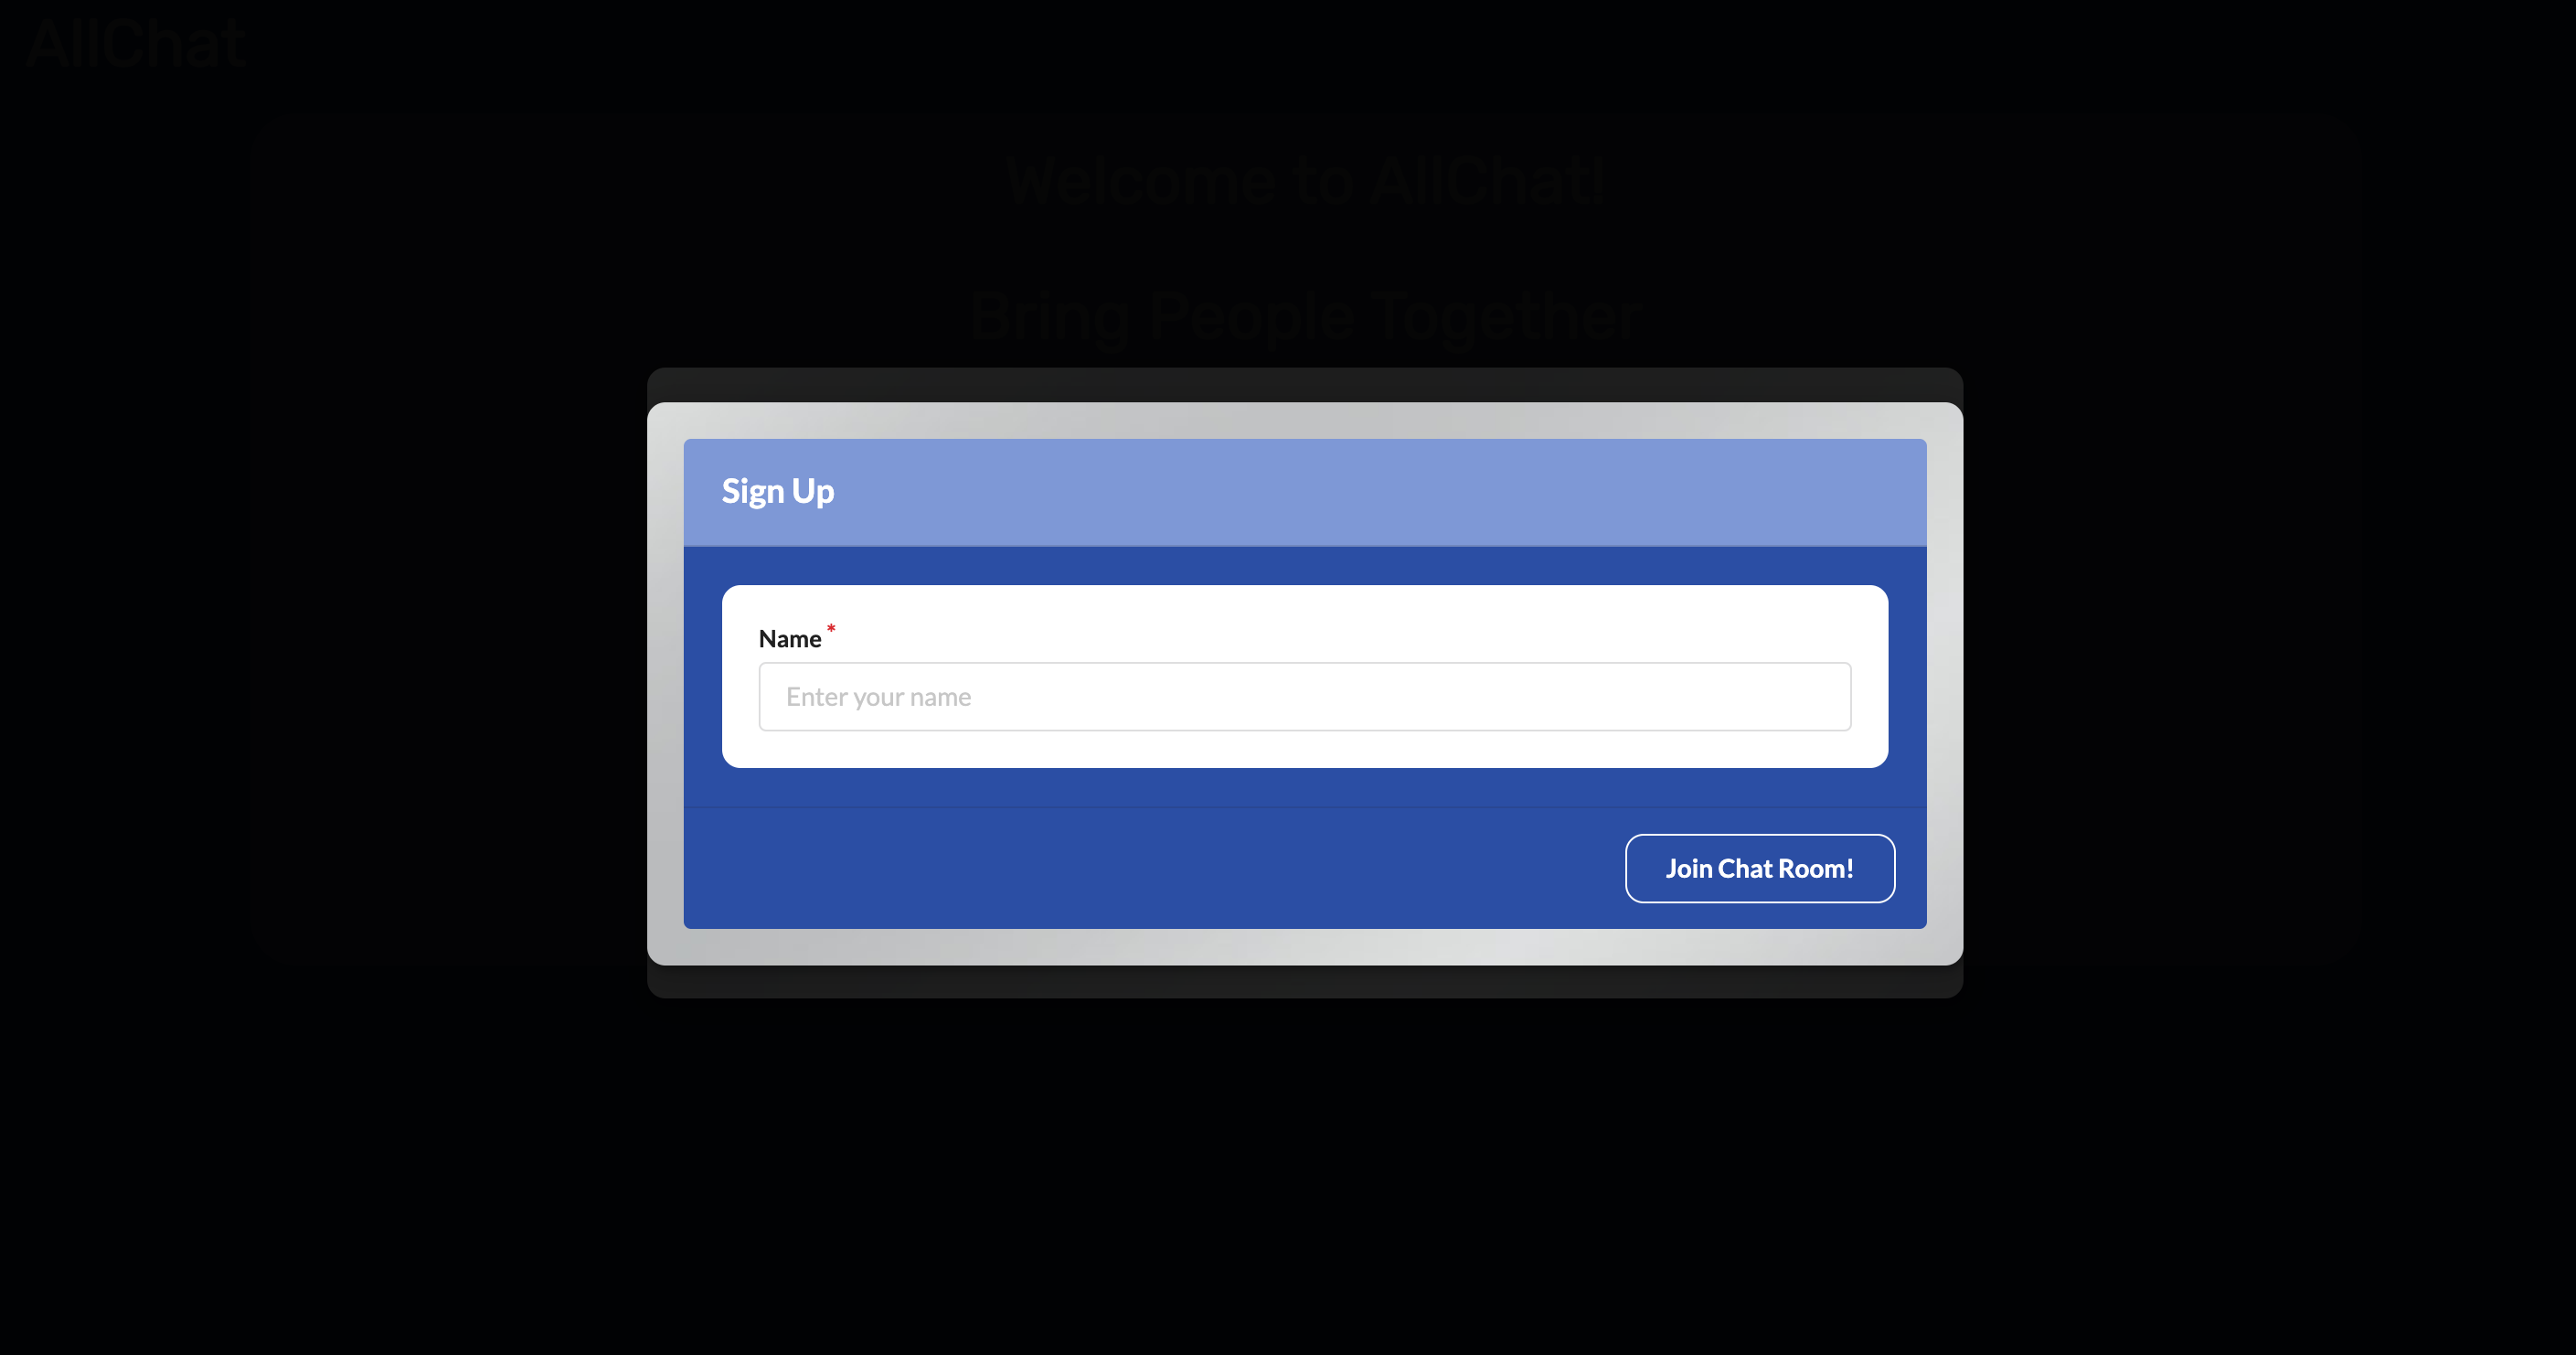 AllChat
Welcome to AllChat!
Bring People Together
Sign Up
Name *
Enter your name
Join Chat Room!